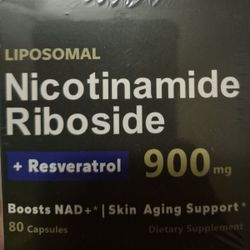 LIPOSOMAL
Nicotinamide
Riboside
+ Resveratrol 900mg
Boosts NAD+* | Skin Aging Support*
80 Capsules Dietary Supplement